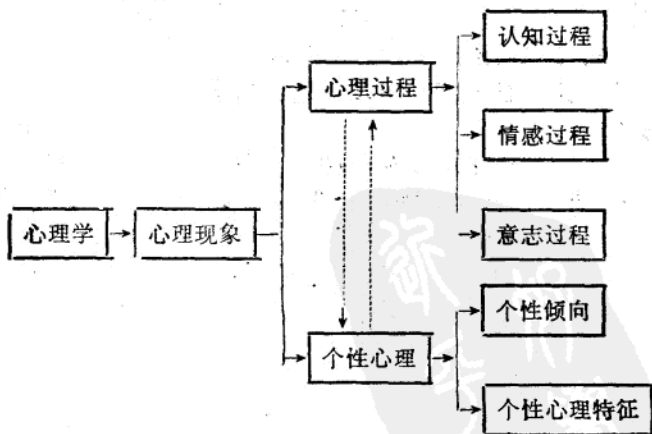 认知过程
心理过程
情感过程
心理学
心理现象
意志过程
个性倾向
个性心理
个性心理特征